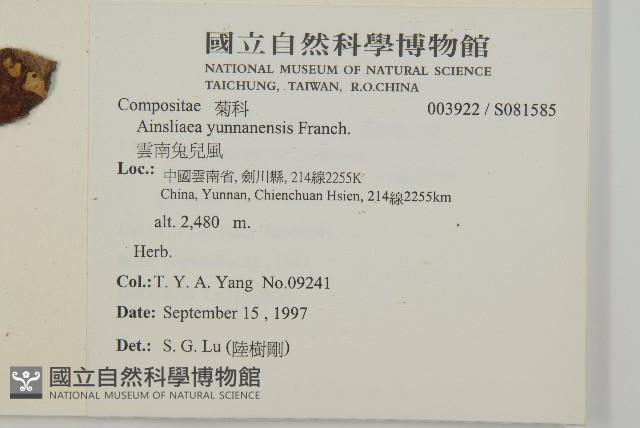 國立自然科學博物館
NATIONAL MUSEUM OF NATURAL SCIENCE
TAICHUNG, TAIWAN, R.O.CHINA
Compositae 菊科 003922 / S081585
Ainsliaea yunnanensis Franch.
雲南兔兒風
Loc.: 中國雲南省, 劍川縣, 214線2255K
China, Yunnan, Chienchuan Hsien, 214線2255km
alt. 2,480 m.
Herb.
Col.: T. Y. A. Yang No.09241
Date: September 15 , 1997
Det.: S. G. Lu (陸樹剛)
國立自然科學博物館
NATIONAL MUSEUM OF NATURAL SCIENCE